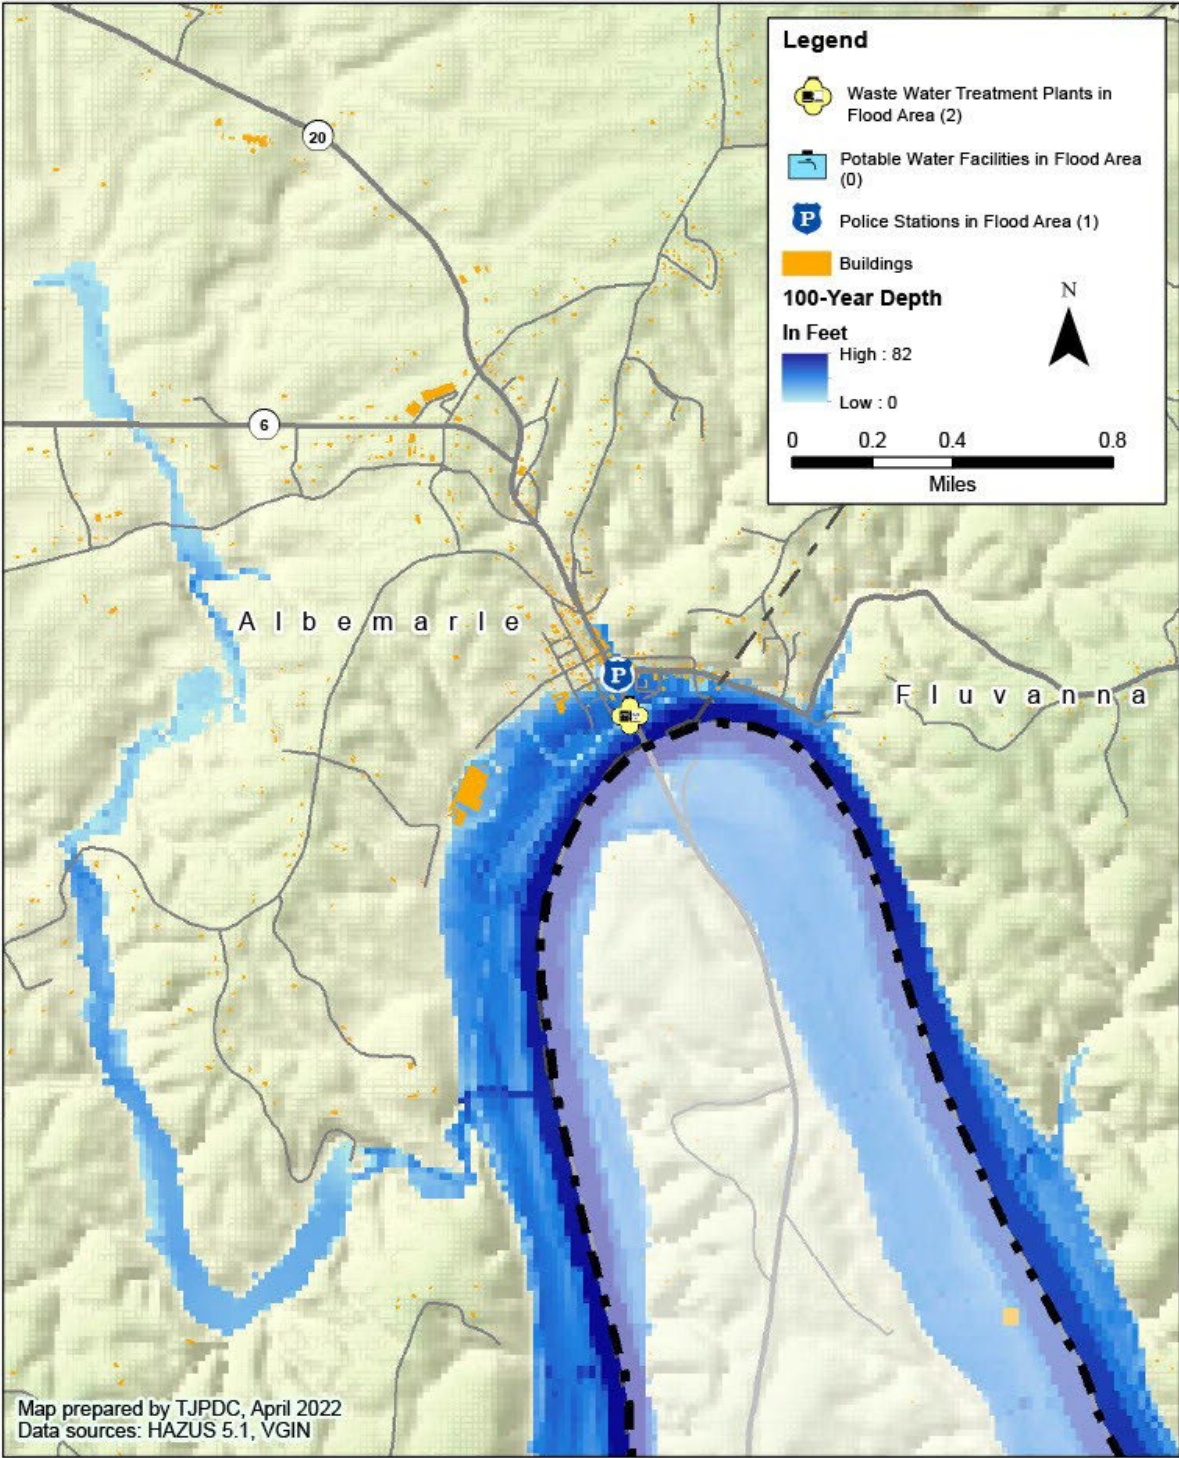 Legend
Waste Water Treatment Plants in
Flood Area (2)
Potable Water Facilities in Flood Area
(0)
P
Police Stations in Flood Area (1)
Buildings
100-Year Depth
In Feet
High : 82
Low : 0
N
0 0.2 0.4 0.8
Miles
20
6
Albemarle
P
Fluvanna
Map prepared by TJPDC, April 2022
Data sources: HAZUS 5.1, VGIN